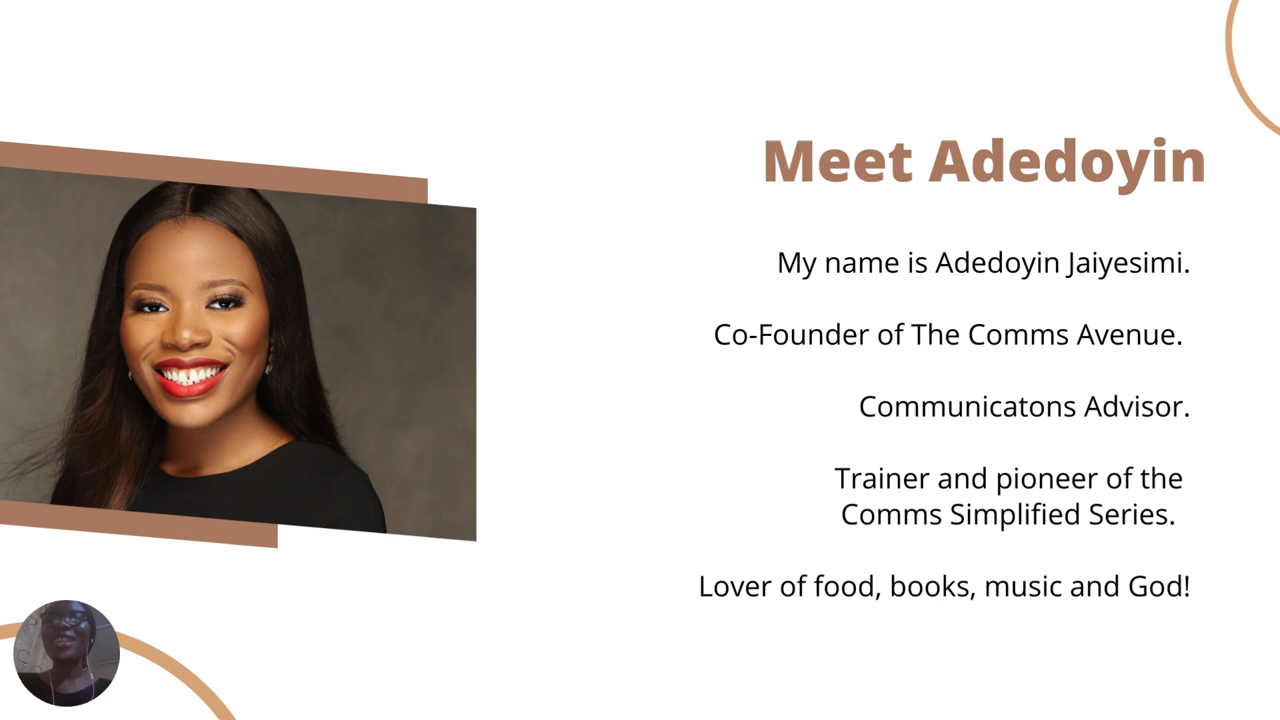 Meet Adedoyin
My name is Adedoyin Jaiyesimi.
Co-Founder of The Comms Avenue.
Communicatons Advisor.
Trainer and pioneer of the
Comms Simplified Series.
Lover of food, books, music and God!